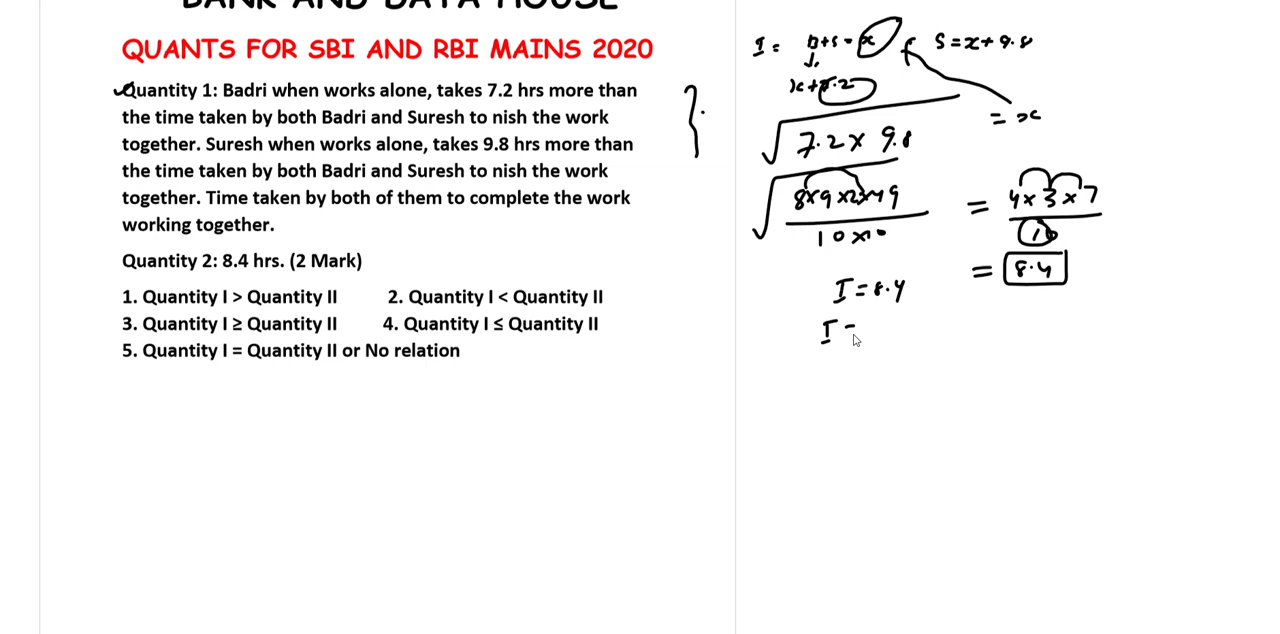 BANK AND DATA HOUSE
QUANTS FOR SBI AND RBI MAINS 2020
Quantity 1: Badri when works alone, takes 7.2 hrs more than
the time taken by both Badri and Suresh to nish the work
together. Suresh when works alone, takes 9.8 hrs more than
the time taken by both Badri and Suresh to nish the work
together. Time taken by both of them to complete the work
working together.
Quantity 2: 8.4 hrs. (2 Mark)
1. Quantity I > Quantity II 2. Quantity I < Quantity II
3. Quantity I ≥ Quantity II 4. Quantity I ≤ Quantity II
5. Quantity I = Quantity II or No relation
I = B+S = x S=x+9.8
x+7.2
= x
√7.2 x 9.8
√8x9x2x49 = 4x3x7
10x10 10
= 8.4
I = 8.4
I =